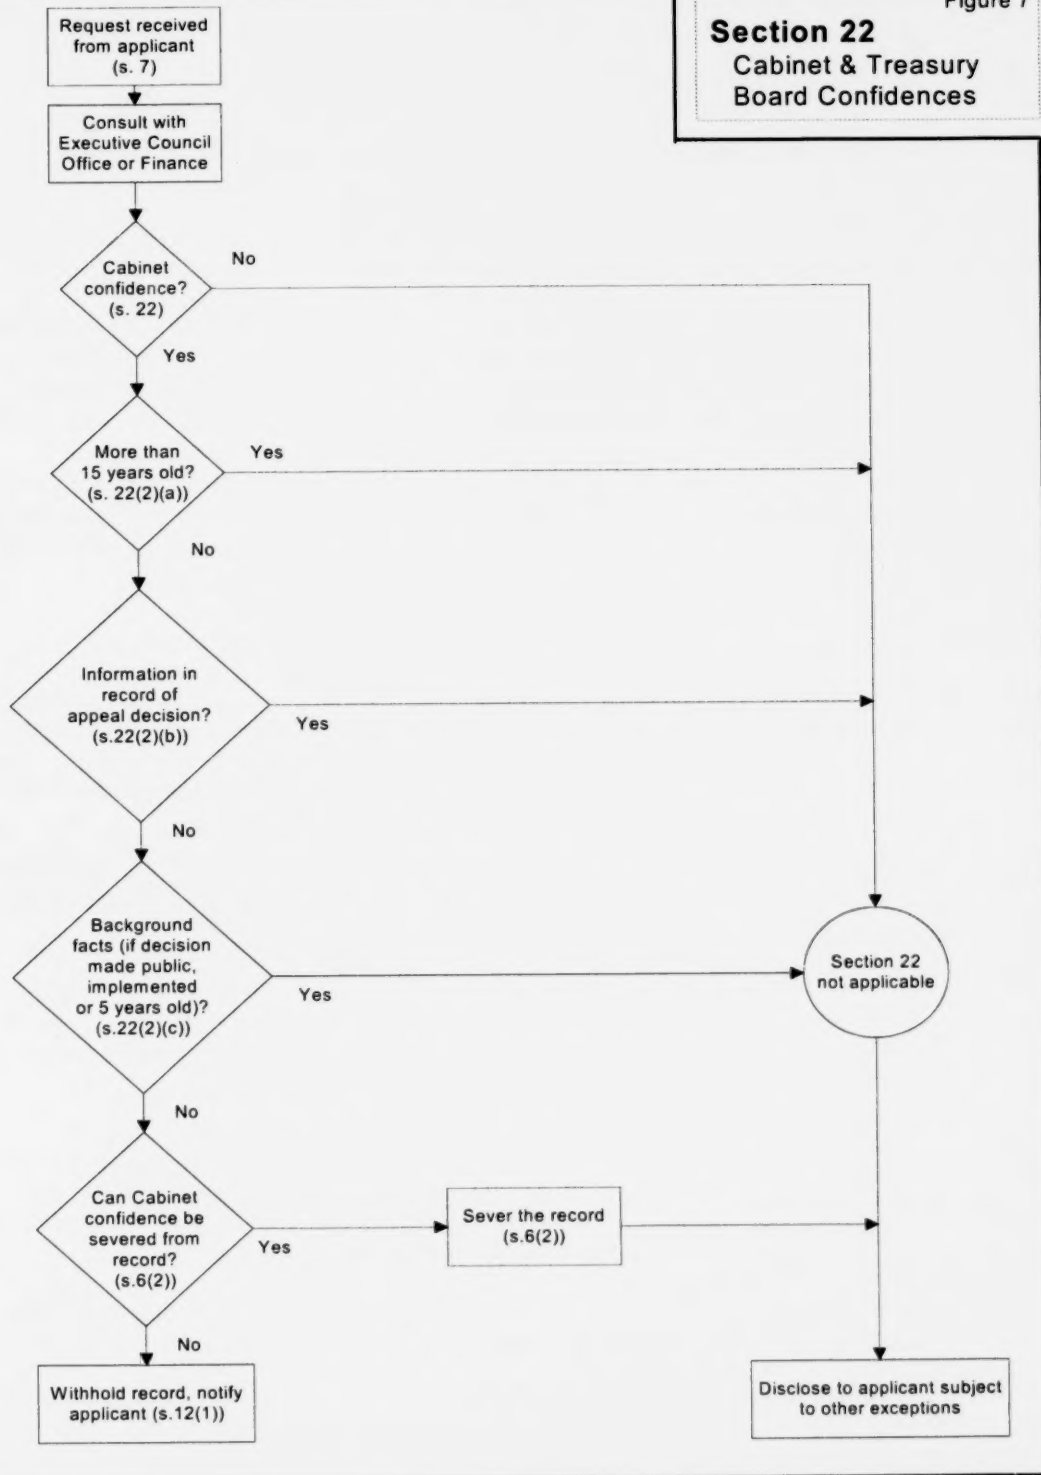 Figure 7
Section 22
Cabinet & Treasury
Board Confidences
Request received
from applicant
(s. 7)
Consult with
Executive Council
Office or Finance
Cabinet
confidence?
(s. 22)
No
Yes
More than
15 years old?
(s. 22(2)(a))
Yes
No
Information in
record of
appeal decision?
(s.22(2)(b))
Yes
No
Background
facts (if decision
made public,
implemented
or 5 years old)?
(s.22(2)(c))
Yes
Section 22
not applicable
No
Can Cabinet
confidence be
severed from
record?
(s.6(2))
Yes
Sever the record
(s.6(2))
No
Withhold record, notify
applicant (s.12(1))
Disclose to applicant subject
to other exceptions